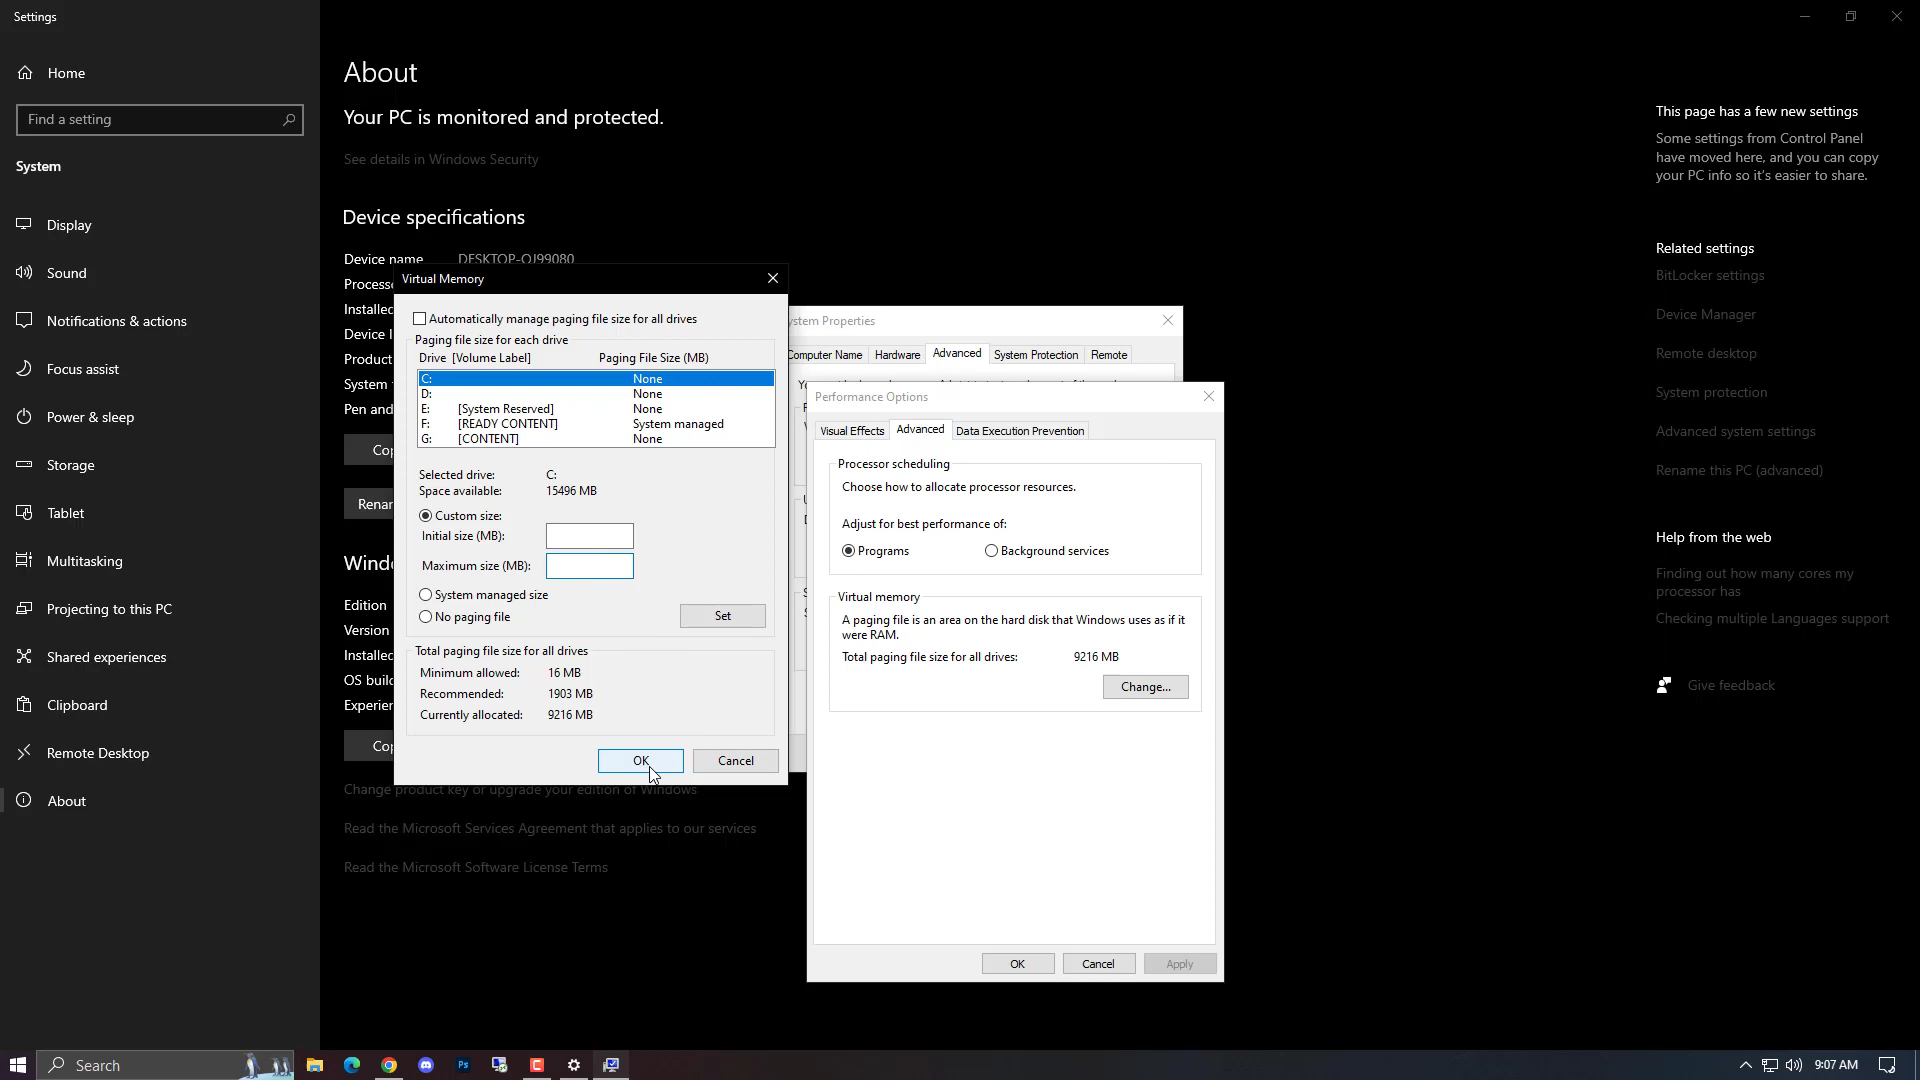 Settings
Home
Find a setting
System
Display
Sound
Notifications & actions
Focus assist
Power & sleep
Storage
Tablet
Multitasking
Projecting to this PC
Shared experiences
Clipboard
Remote Desktop
About
About
Your PC is monitored and protected.
See details in Windows Security
Device specifications
Device name DESKTOP-OJ99080
Virtual Memory
Automatically manage paging file size for all drives
Paging file size for each drive
Drive [Volume Label] Paging File Size (MB)
C: None
D: None
E: [System Reserved] None
F: [READY CONTENT] System managed
G: [CONTENT] None
Selected drive: C:
Space available: 15496 MB
Custom size:
Initial size (MB):
Maximum size (MB):
System managed size
No paging file
Set
Total paging file size for all drives
Minimum allowed: 16 MB
Recommended: 1903 MB
Currently allocated: 9216 MB
OK Cancel
Edition
Version
Change product key or upgrade your edition of Windows
Read the Microsoft Services Agreement that applies to our services
Read the Microsoft Software License Terms
Properties
Computer Name Hardware Advanced System Protection Remote
Performance Options
Visual Effects Advanced Data Execution Prevention
Processor scheduling
Choose how to allocate processor resources.
Adjust for best performance of:
Programs Background services
Virtual memory
A paging file is an area on the hard disk that Windows uses as if it
were RAM.
Total paging file size for all drives: 9216 MB
Change...
OK Cancel Apply
This page has a few new settings
Some settings from Control Panel
have moved here, and you can copy
your PC info so it's easier to share.
Related settings
BitLocker settings
Device Manager
Remote desktop
System protection
Advanced system settings
Rename this PC (advanced)
Help from the web
Finding out how many cores my
processor has
Checking multiple Languages support
Give feedback
Search
Ps
9:07 AM